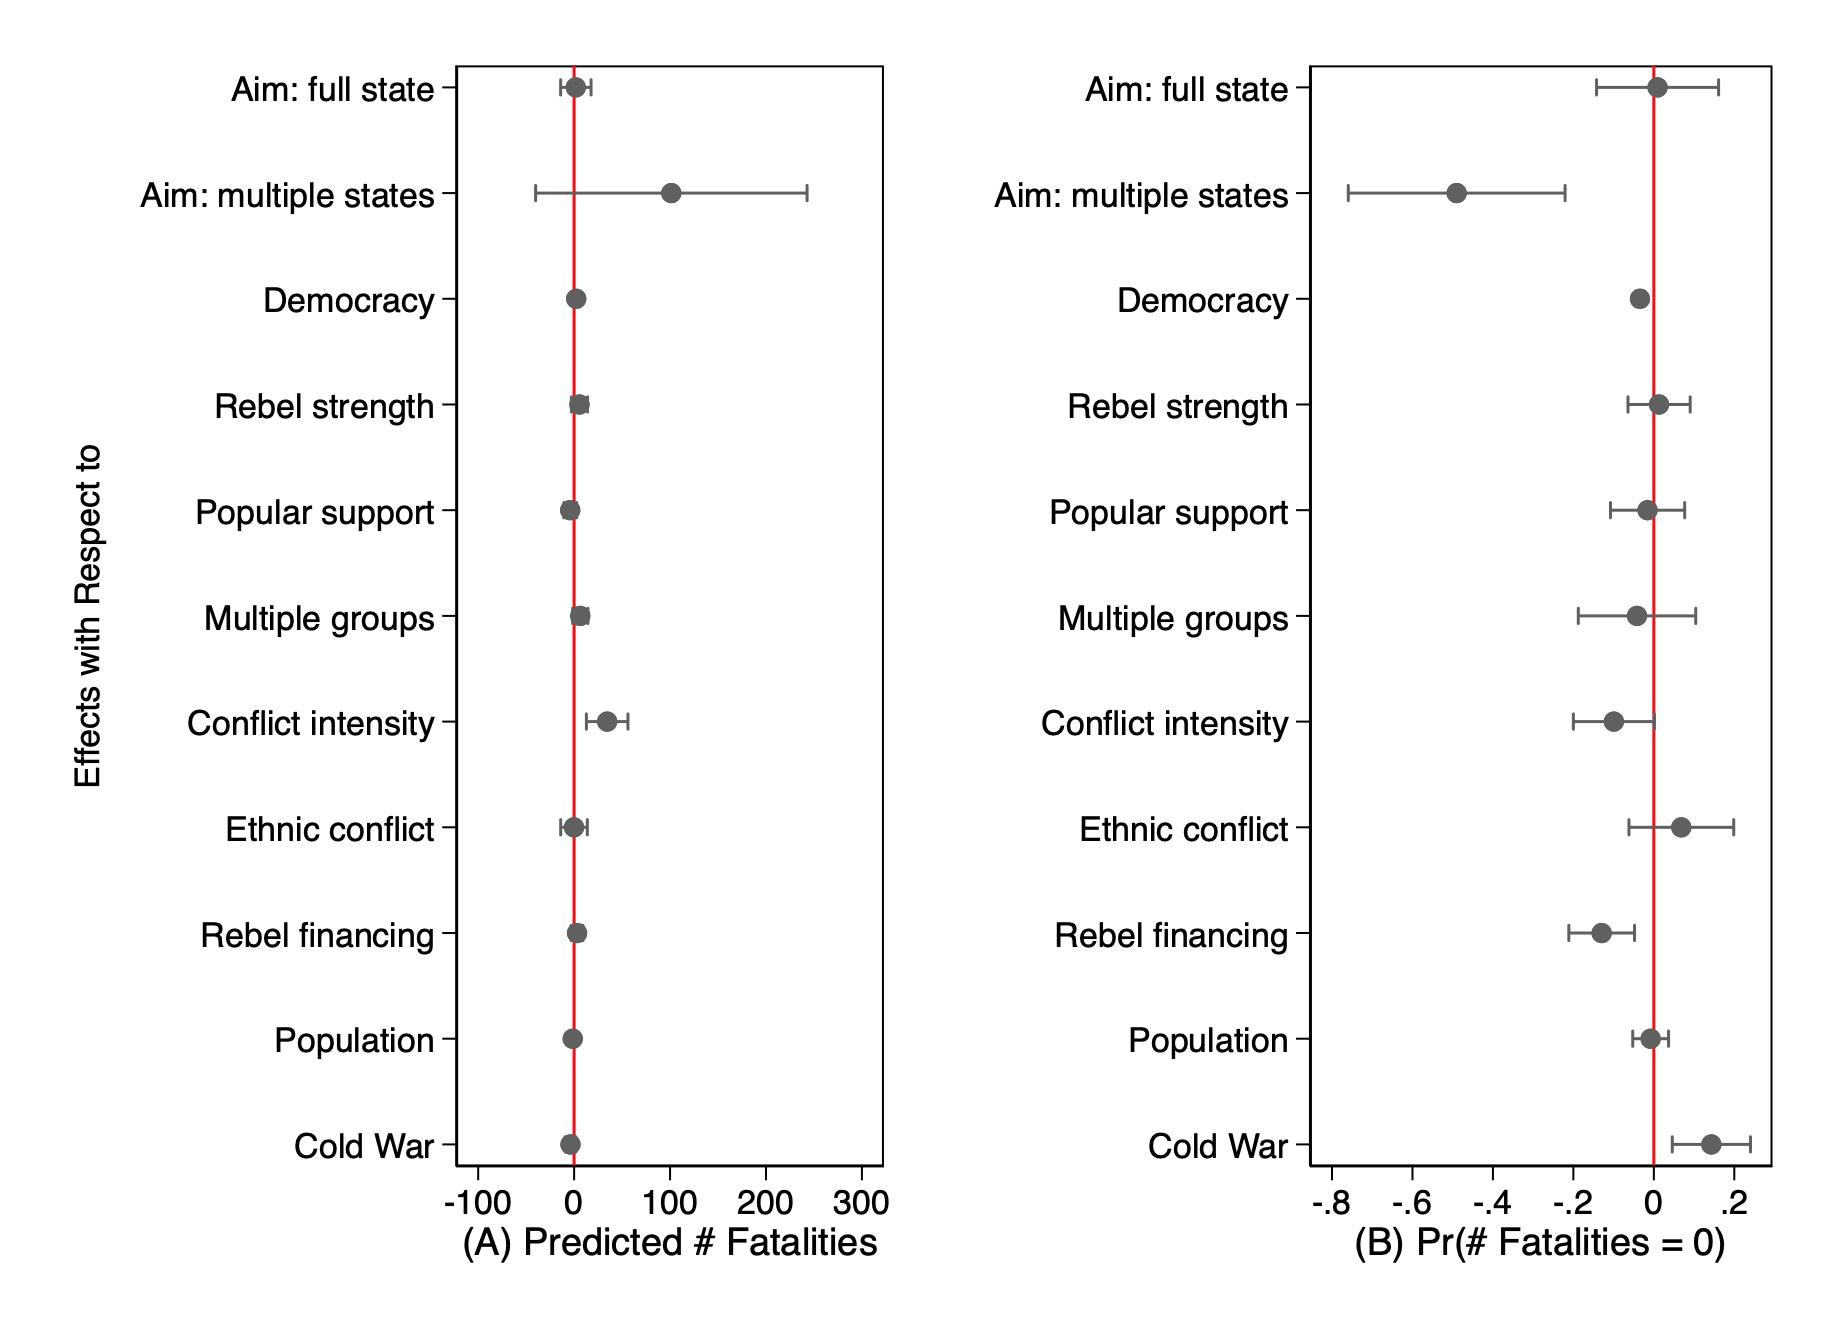 Effects with Respect to
Aim: full state
Aim: multiple states
Democracy
Rebel strength
Popular support
Multiple groups
Conflict intensity
Ethnic conflict
Rebel financing
Population
Cold War
-100 0 100 200 300
(A) Predicted # Fatalities
Aim: full state
Aim: multiple states
Democracy
Rebel strength
Popular support
Multiple groups
Conflict intensity
Ethnic conflict
Rebel financing
Population
Cold War
-.8 -.6 -.4 -.2 0 .2
(B) Pr(# Fatalities = 0)